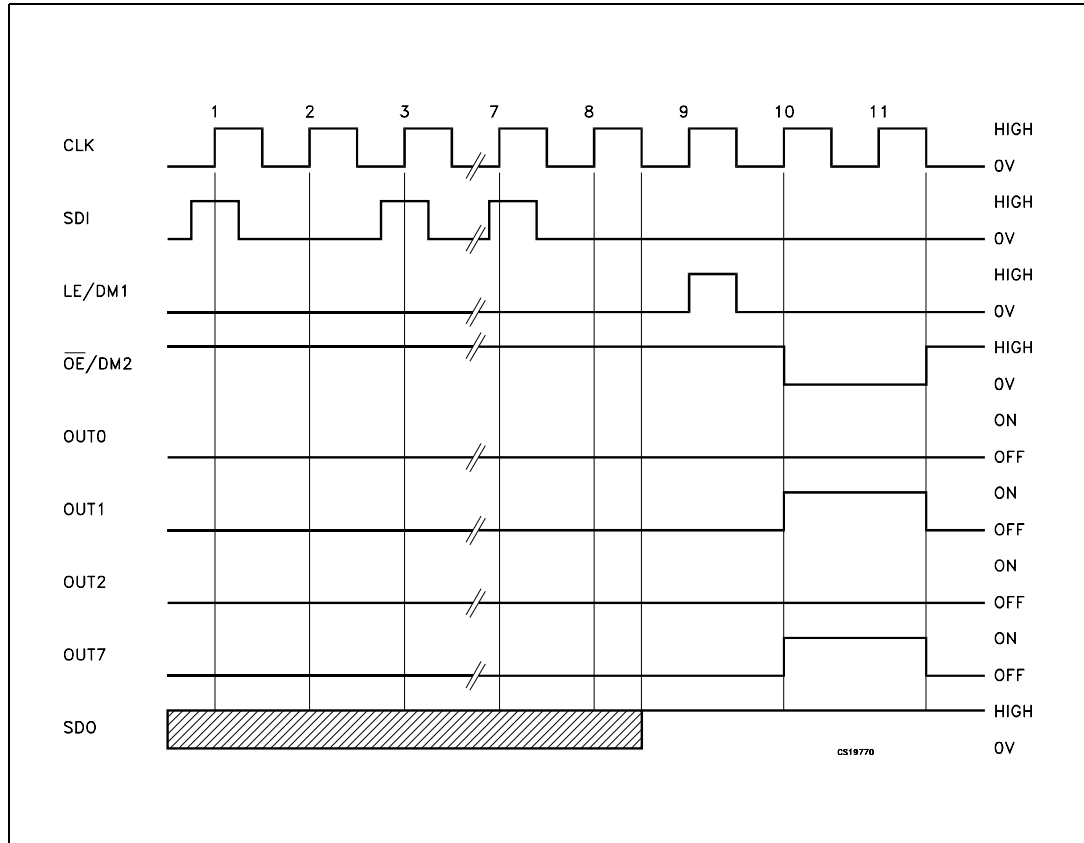 1 2 3 7 8 9 10 11
CLK HIGH
0V
SDI HIGH
0V
LE/DM1 HIGH
0V
O̅E̅/DM2 HIGH
0V
OUT0 ON
OFF
OUT1 ON
OFF
OUT2 ON
OFF
OUT7 ON
OFF
SDO HIGH
0V
CS19770